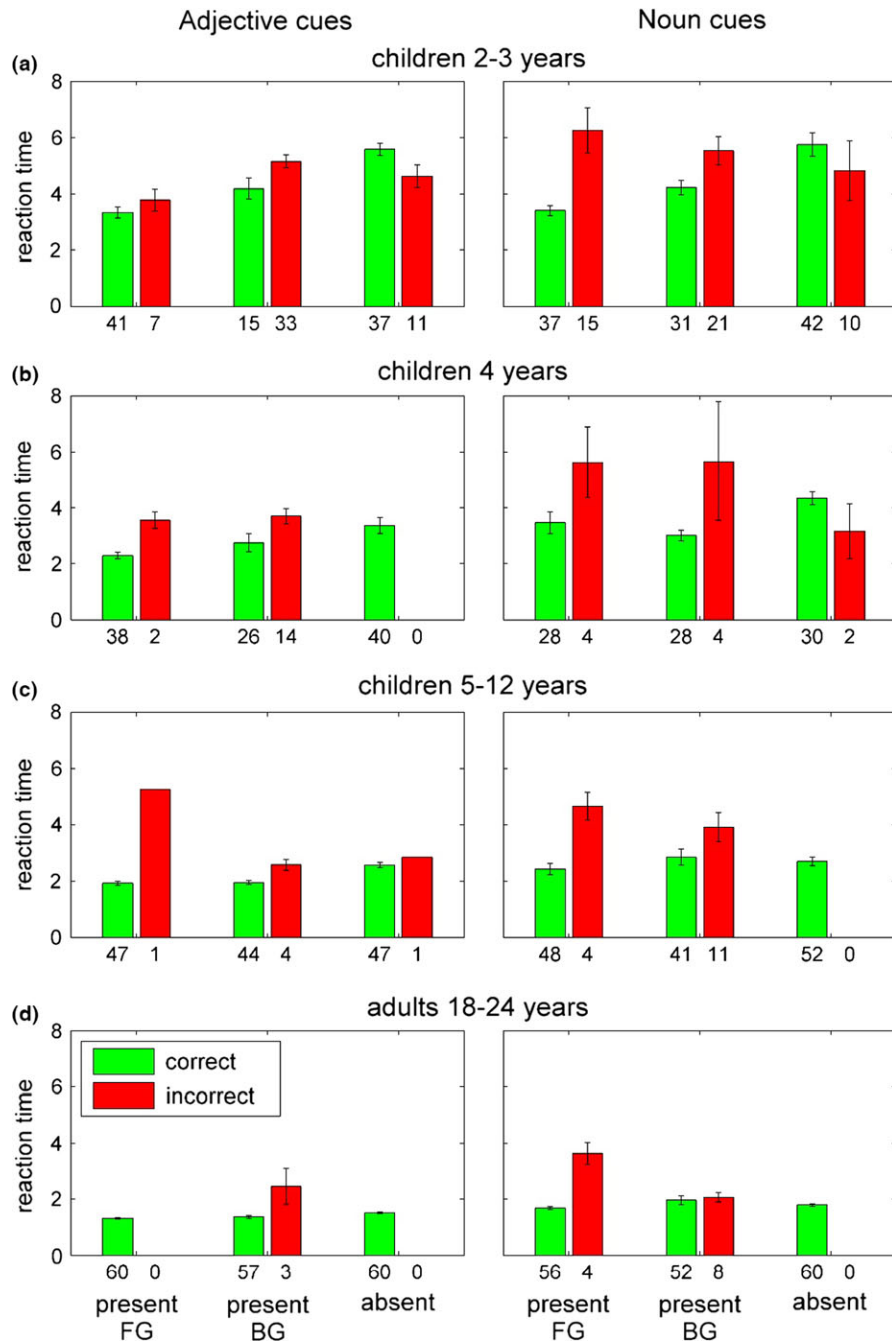 Adjective cues Noun cues
(a) children 2-3 years
8
6
4
2
0
reaction time
41 7 15 33 37 11 37 15 31 21 42 10
(b) children 4 years
8
6
4
2
0
reaction time
38 2 26 14 40 0 28 4 28 4 30 2
(c) children 5-12 years
8
6
4
2
0
reaction time
47 1 44 4 47 1 48 4 41 11 52 0
(d) adults 18-24 years
8
6
4
2
0
reaction time
correct
incorrect
60 0 57 3 60 0 56 4 52 8 60 0
present present absent present present absent
FG BG FG BG